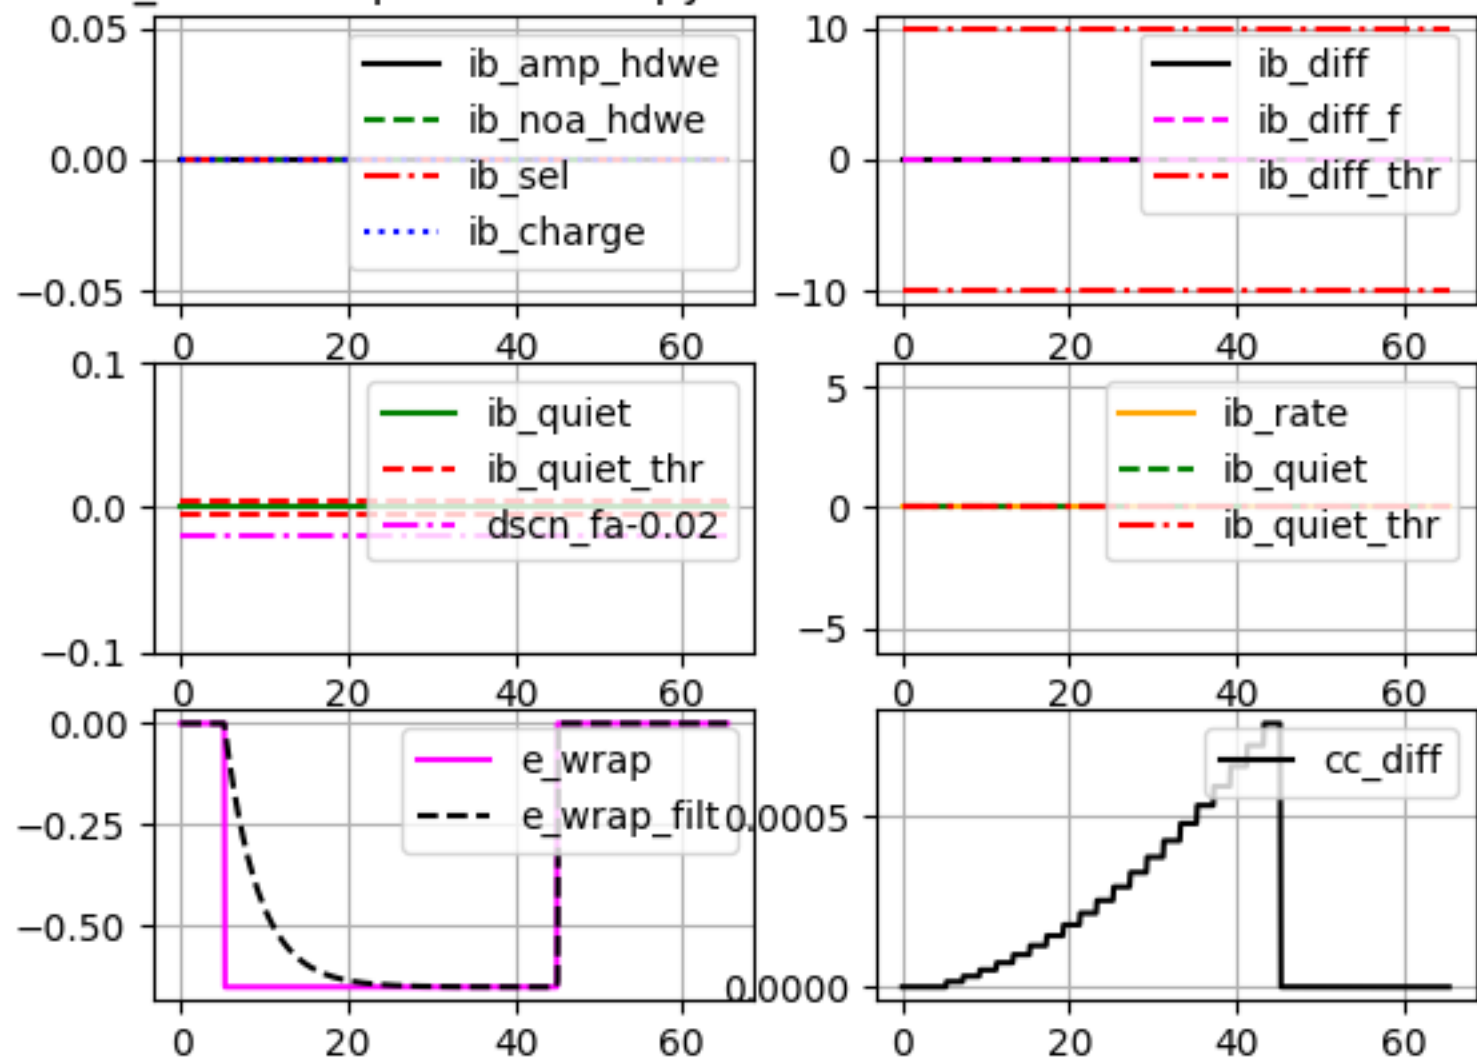 0.05
0.00
−0.05
ib_amp_hdwe
ib_noa_hdwe
ib_sel
ib_charge
0 20 40 60
10
0
−10
ib_diff
ib_diff_f
ib_diff_thr
0 20 40 60
0.1
0.0
−0.1
ib_quiet
ib_quiet_thr
dscn_fa-0.02
0 20 40 60
5
0
−5
ib_rate
ib_quiet
ib_quiet_thr
0 20 40 60
0.00
−0.25
−0.50
e_wrap
e_wrap_filt
0 20 40 60
0.0005
0.0000
cc_diff
0 20 40 60